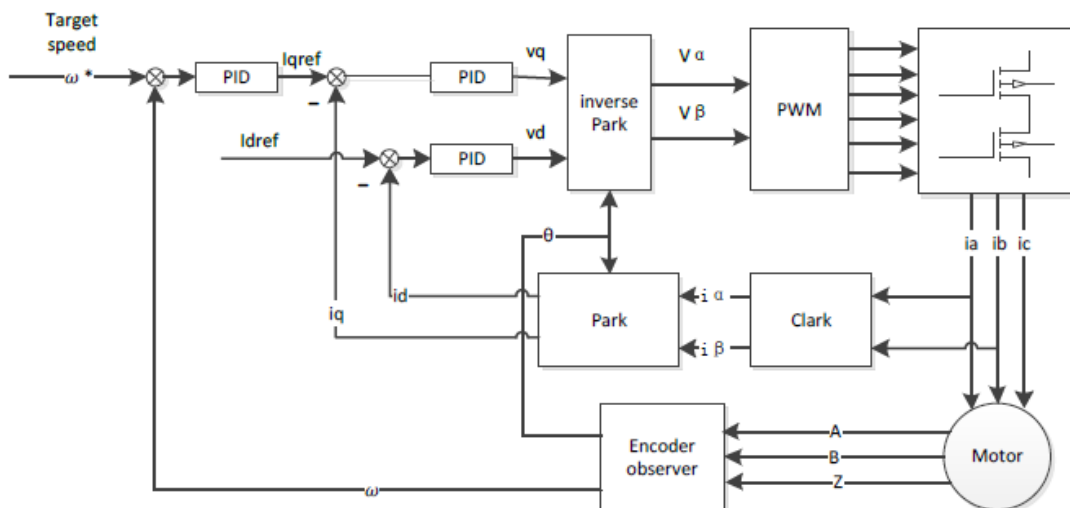 Target
speed
ω *
PID
Iqref
–
PID
vq
inverse
Park
V α
V β
PWM
Idref
–
PID
vd
θ
ia
ib
ic
id
iq
Park
i α
i β
Clark
Encoder
observer
A
B
Z
Motor
ω